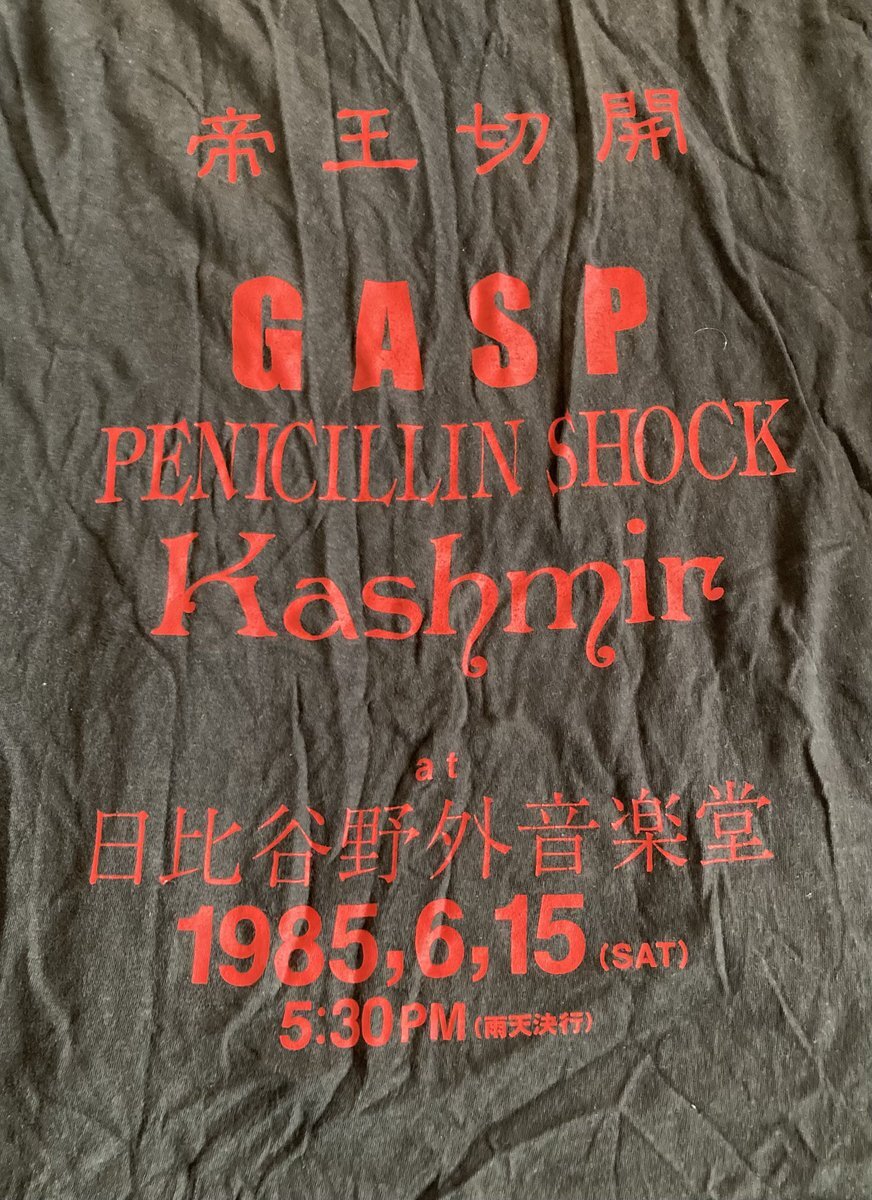 帝王切開
GASP
PENICILLIN SHOCK
Kashmir
at
日比谷野外音楽堂
1985,6,15(SAT)
5:30PM(雨天決行)